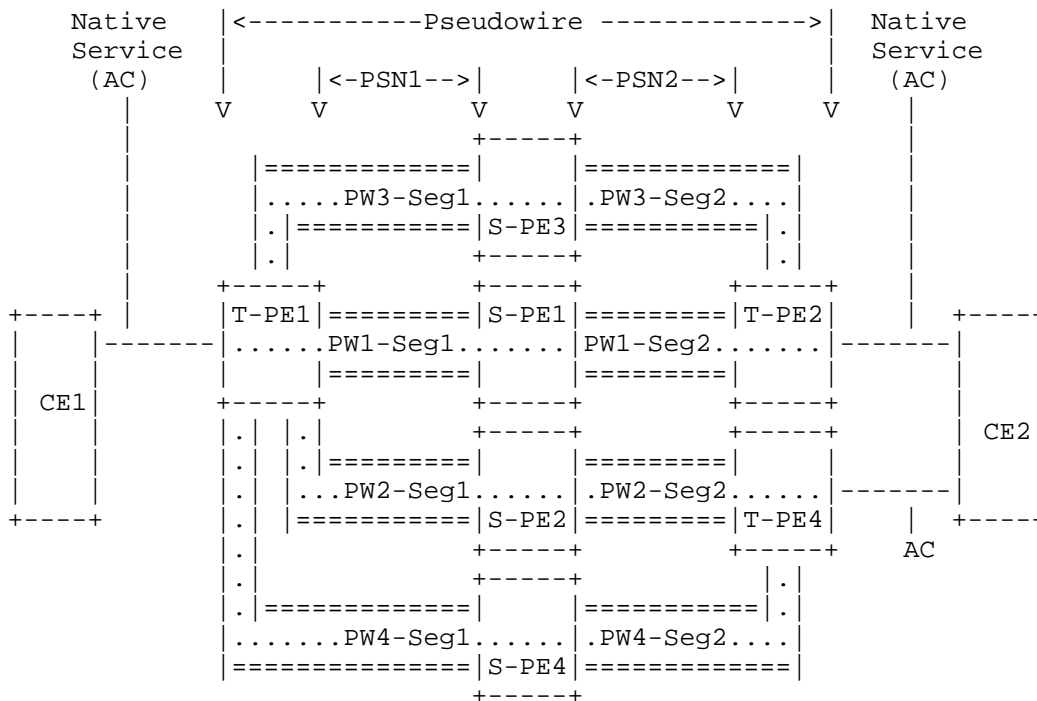 Native |<-----------Pseudowire ------------->| Native
Service | | Service
(AC) | |<-PSN1-->| |<-PSN2-->| | (AC)
| V V V V V V |
| +-----+ |
| |=============| |=============| |
| |.....PW3-Seg1......|.PW3-Seg2....| |
| |.|===========|S-PE3|===========|.| |
| |.| +-----+ |.| |
| +-----+ +-----+ +-----+ |
+----+ | |T-PE1|=========|S-PE1|=========|T-PE2| | +-----
| |-------|......PW1-Seg1.......|PW1-Seg2.......|-------|
| | | |=========| |=========| | |
| CE1| +-----+ +-----+ +-----+ |
| | |.| |.| +-----+ +-----+ | CE2
| | |.| |.|=========| |=========| | |
| | |.| |...PW2-Seg1......|.PW2-Seg2......|-------|
+----+ |.| |===========|S-PE2|=========|T-PE4| | +-----
|.| +-----+ +-----+ AC
|.| +-----+ |.|
|.|=============| |===========|.|
|.......PW4-Seg1......|.PW4-Seg2....|
|===============|S-PE4|=============|
+-----+